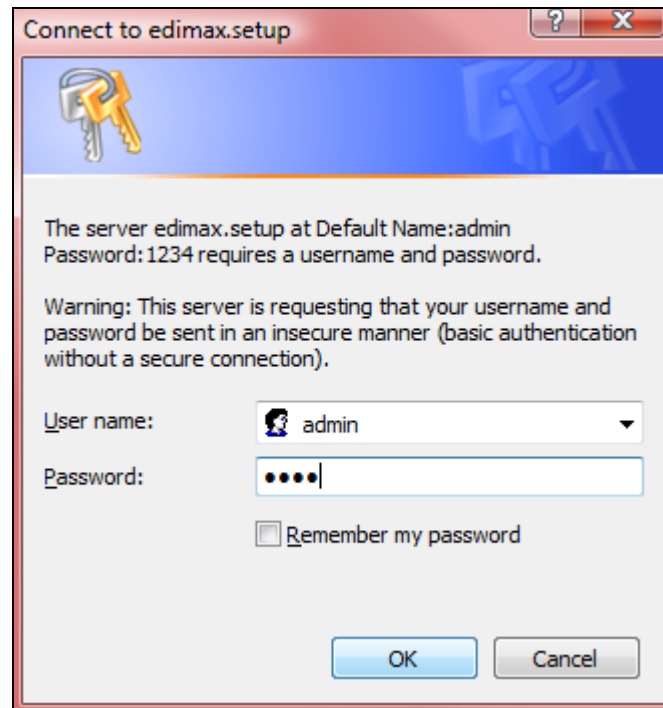 Connect to edimax.setup
The server edimax.setup at Default Name:admin
Password:1234 requires a username and password.
Warning: This server is requesting that your username and
password be sent in an insecure manner (basic authentication
without a secure connection).
User name:
admin
Password:
••••
Remember my password
OK
Cancel